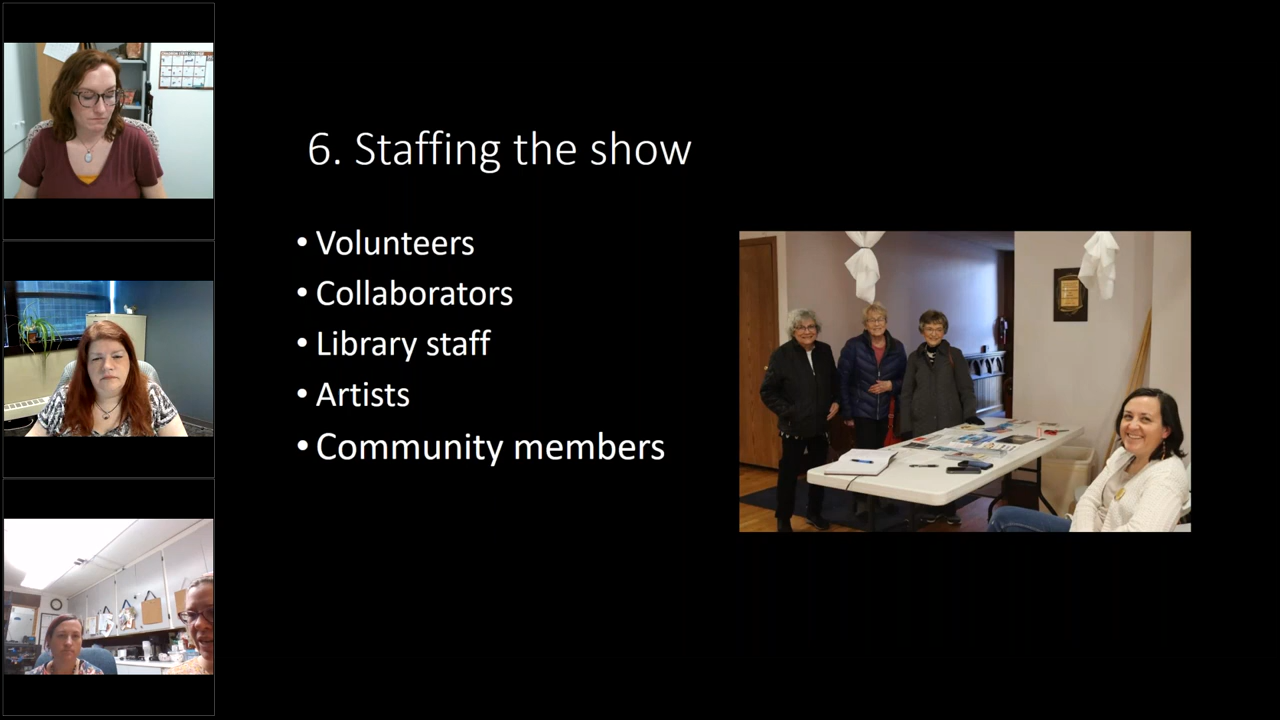 6. Staffing the show
• Volunteers
• Collaborators
• Library staff
• Artists
• Community members